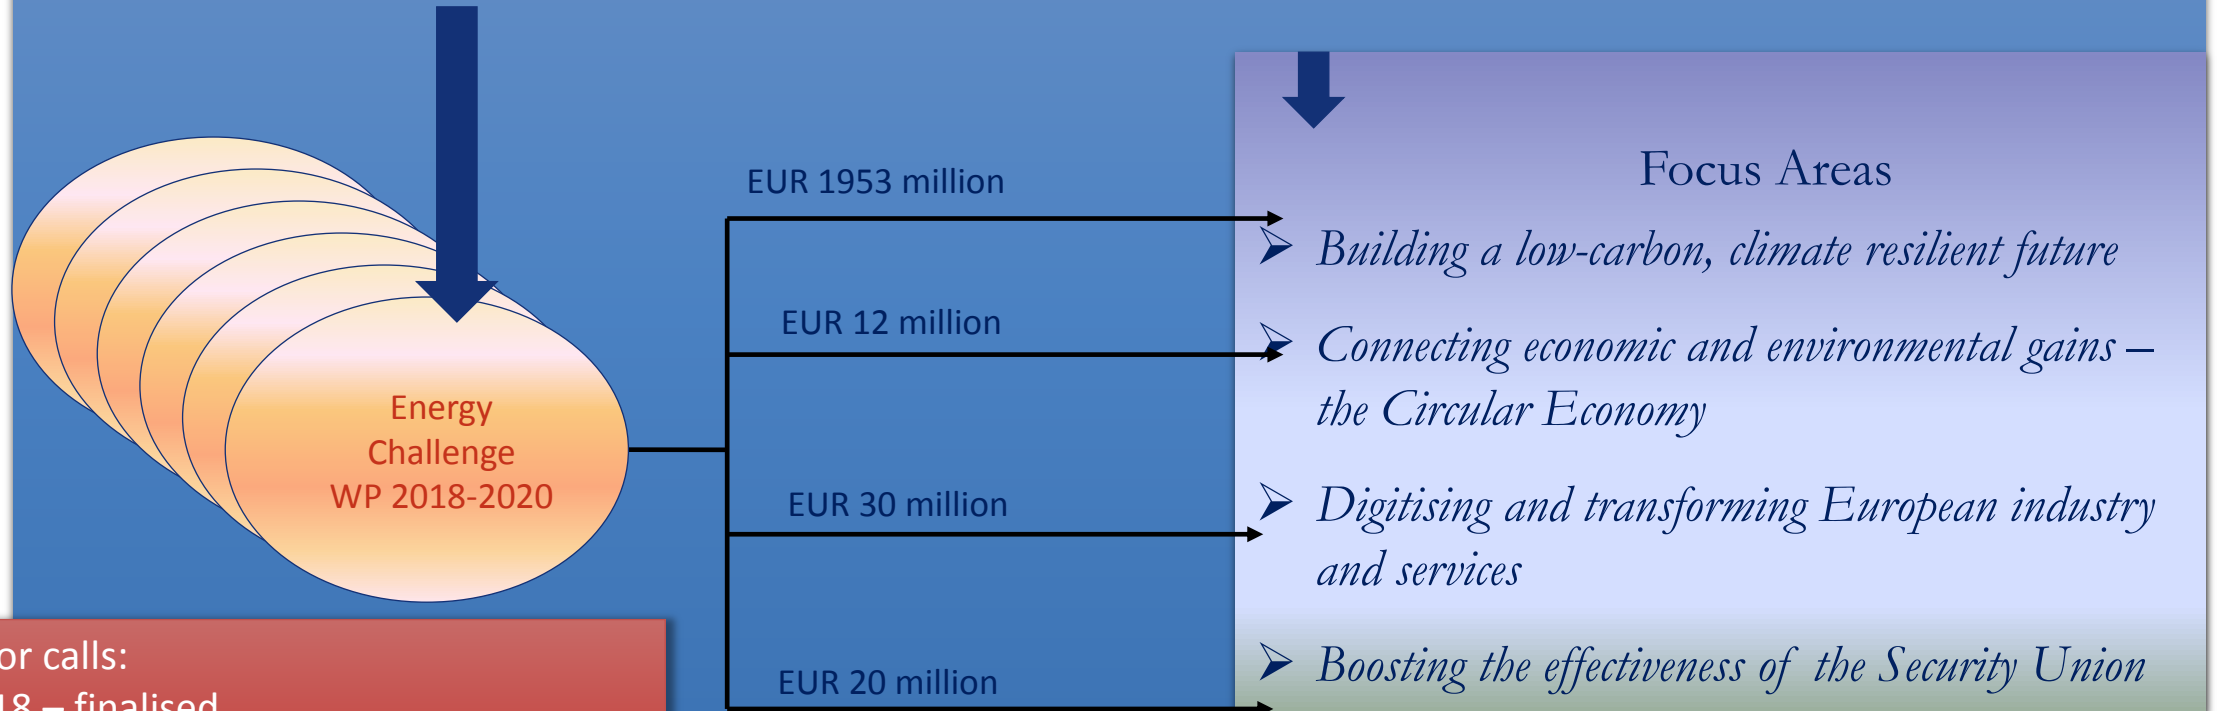 EUR 1953 million
Focus Areas
Building a low-carbon, climate resilient future
EUR 12 million
Connecting economic and environmental gains –
the Circular Economy
Energy
Challenge
WP 2018-2020
EUR 30 million
Digitising and transforming European industry
and services
EUR 20 million
Boosting the effectiveness of the Security Union
or calls:
18 – finalised